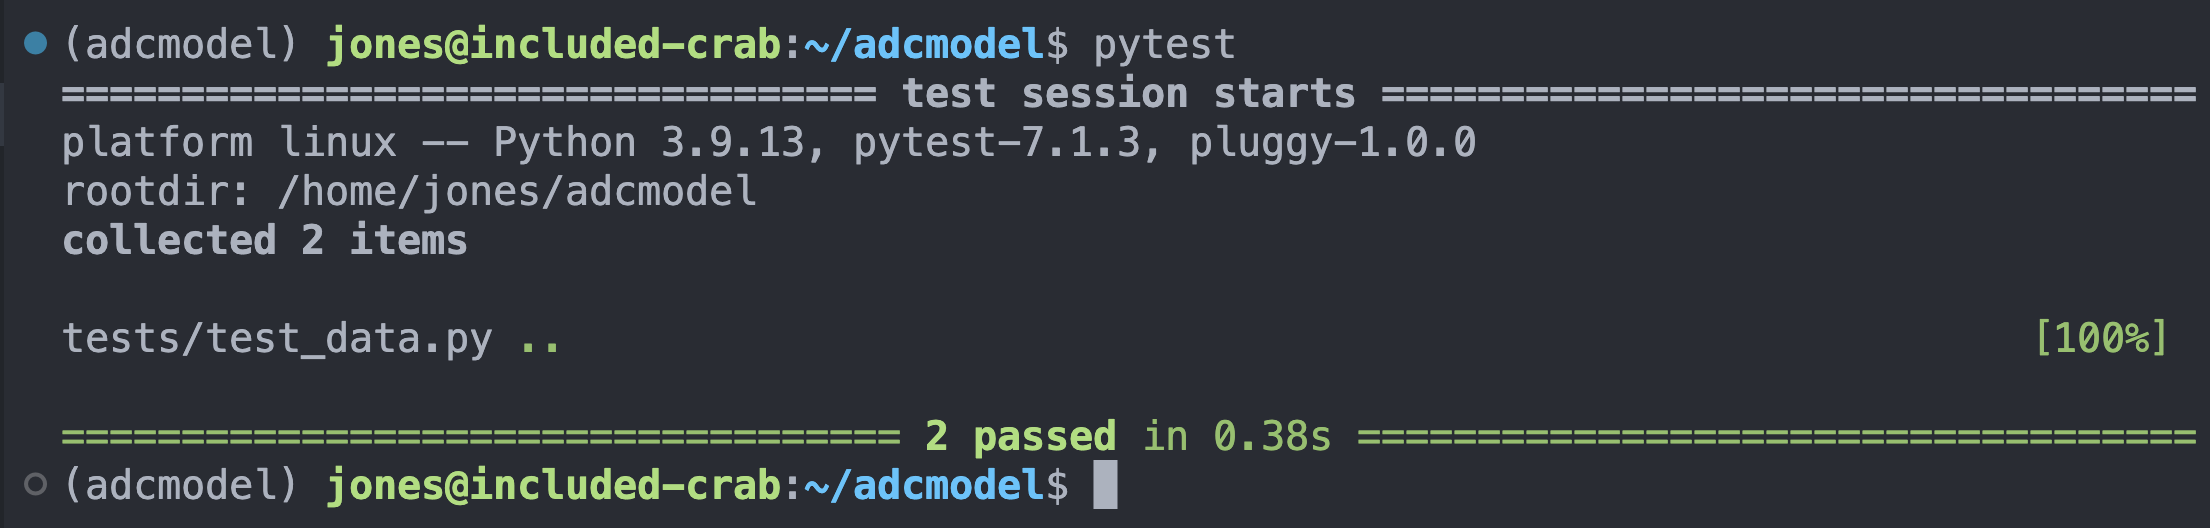 (adcmodel) jones@included-crab:~/adcmodel$ pytest
================================== test session starts ==================================
platform linux -- Python 3.9.13, pytest-7.1.3, pluggy-1.0.0
rootdir: /home/jones/adcmodel
collected 2 items
tests/test_data.py .. [100%]
=================================== 2 passed in 0.38s ===================================
(adcmodel) jones@included-crab:~/adcmodel$